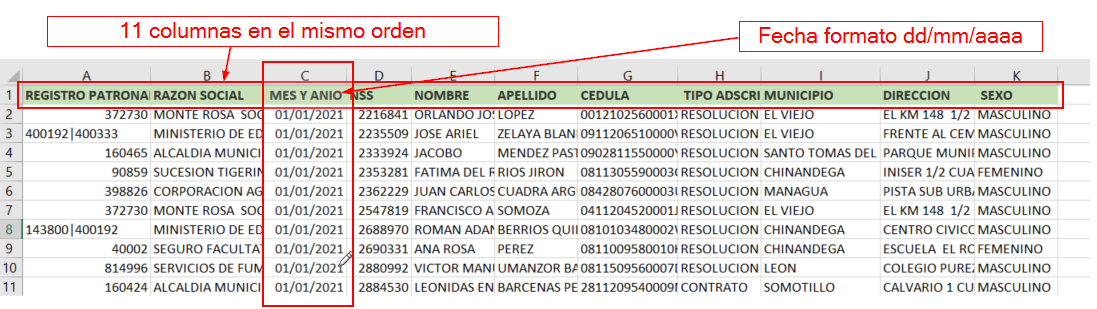 11 columnas en el mismo orden
Fecha formato dd/mm/aaaa
A B C D E F G H I J K
1 REGISTRO PATRONA RAZON SOCIAL MES Y ANIO NSS NOMBRE APELLIDO CEDULA TIPO ADSCRI MUNICIPIO DIRECCION SEXO
2 372730 MONTE ROSA SOC 01/01/2021 2216841 ORLANDO JOS LOPEZ 0012102560001 RESOLUCION EL VIEJO EL KM 148 1/2 MASCULINO
3 400192|400333 MINISTERIO DE ED 01/01/2021 2235509 JOSE ARIEL ZELAYA BLAN 0911206510000 RESOLUCION EL VIEJO FRENTE AL CEM MASCULINO
4 160465 ALCALDIA MUNICI 01/01/2021 2333924 JACOBO MENDEZ PAST 0902811550000 RESOLUCION SANTO TOMAS DEL PARQUE MUNI MASCULINO
5 90859 SUCESION TIGERIN 01/01/2021 2353281 FATIMA DEL R RIOS JIRON 0811305590003 RESOLUCION CHINANDEGA INISER 1/2 CUA FEMENINO
6 398826 CORPORACION AG 01/01/2021 2362229 JUAN CARLOS CUADRA ARG 0842807600003 RESOLUCION MANAGUA PISTA SUB URBA MASCULINO
7 372730 MONTE ROSA SOC 01/01/2021 2547819 FRANCISCO A SOMOZA 0411204520001 RESOLUCION EL VIEJO EL KM 148 1/2 MASCULINO
8 143800|400192 MINISTERIO DE ED 01/01/2021 2688970 ROMAN ADAN BERRIOS QUI 0810103480002 RESOLUCION CHINANDEGA CENTRO CIVICO MASCULINO
9 40002 SEGURO FACULTAT 01/01/2021 2690331 ANA ROSA PEREZ 0811009580010 RESOLUCION CHINANDEGA ESCUELA EL RO FEMENINO
10 814996 SERVICIOS DE FUM 01/01/2021 2880992 VICTOR MANU UMANZOR BA 0811509560007 RESOLUCION LEON COLEGIO PURE MASCULINO
11 160424 ALCALDIA MUNICI 01/01/2021 2884530 LEONIDAS EN BARCENAS PE 2811209540009 CONTRATO SOMOTILLO CALVARIO 1 CU MASCULINO